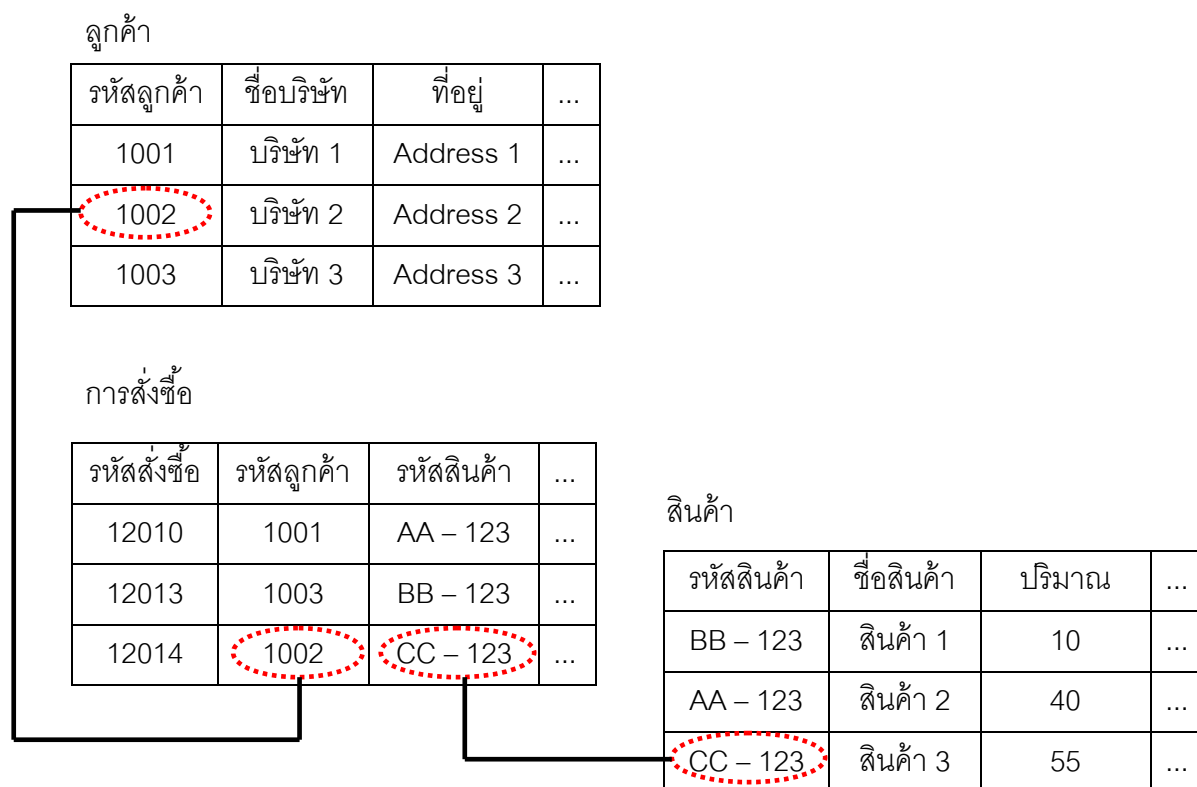 ลูกค้า
รหัสลูกค้า ชื่อบริษัท ที่อยู่ ...
1001 บริษัท 1 Address 1 ...
1002 บริษัท 2 Address 2 ...
1003 บริษัท 3 Address 3 ...
การสั่งซื้อ
รหัสสั่งซื้อ รหัสลูกค้า รหัสสินค้า ...
12010 1001 AA – 123 ...
12013 1003 BB – 123 ...
12014 1002 CC – 123 ...
สินค้า
รหัสสินค้า ชื่อสินค้า ปริมาณ ...
BB – 123 สินค้า 1 10 ...
AA – 123 สินค้า 2 40 ...
CC – 123 สินค้า 3 55 ...